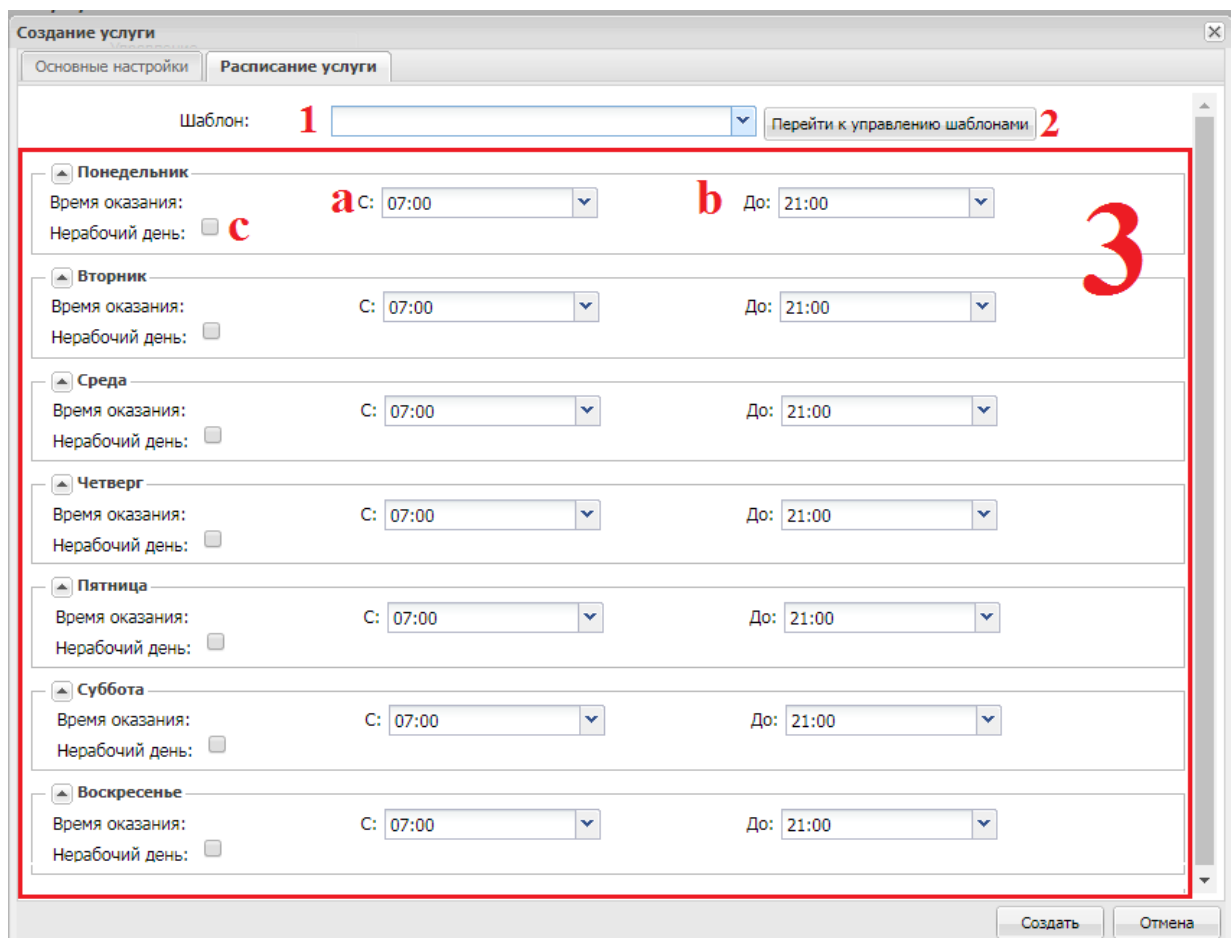 Создание услуги
Основные настройки Расписание услуги
Шаблон: 1 Перейти к управлению шаблонами 2
Понедельник
Время оказания: a С: 07:00 b До: 21:00 3
Нерабочий день: c
Вторник
Время оказания: С: 07:00 До: 21:00
Нерабочий день:
Среда
Время оказания: С: 07:00 До: 21:00
Нерабочий день:
Четверг
Время оказания: С: 07:00 До: 21:00
Нерабочий день:
Пятница
Время оказания: С: 07:00 До: 21:00
Нерабочий день:
Суббота
Время оказания: С: 07:00 До: 21:00
Нерабочий день:
Воскресенье
Время оказания: С: 07:00 До: 21:00
Нерабочий день:
Создать Отмена